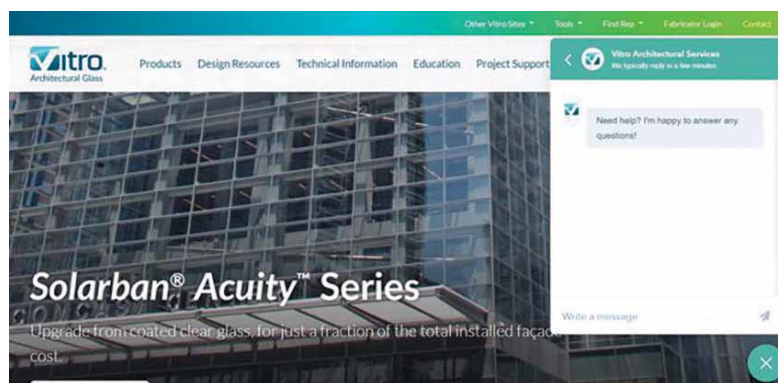 Other Vitro Sites Tools Find Rep Fabricator Login Contact
Vitro
Architectural Glass
Products Design Resources Technical Information Education Project Support
Vitro Architectural Services
We typically reply in a few minutes
Need help? I'm happy to answer any
questions!
Solarban® Acuity™ Series
Upgrade from coated clear glass, for just a fraction of the total installed façade
cost.
Write a message